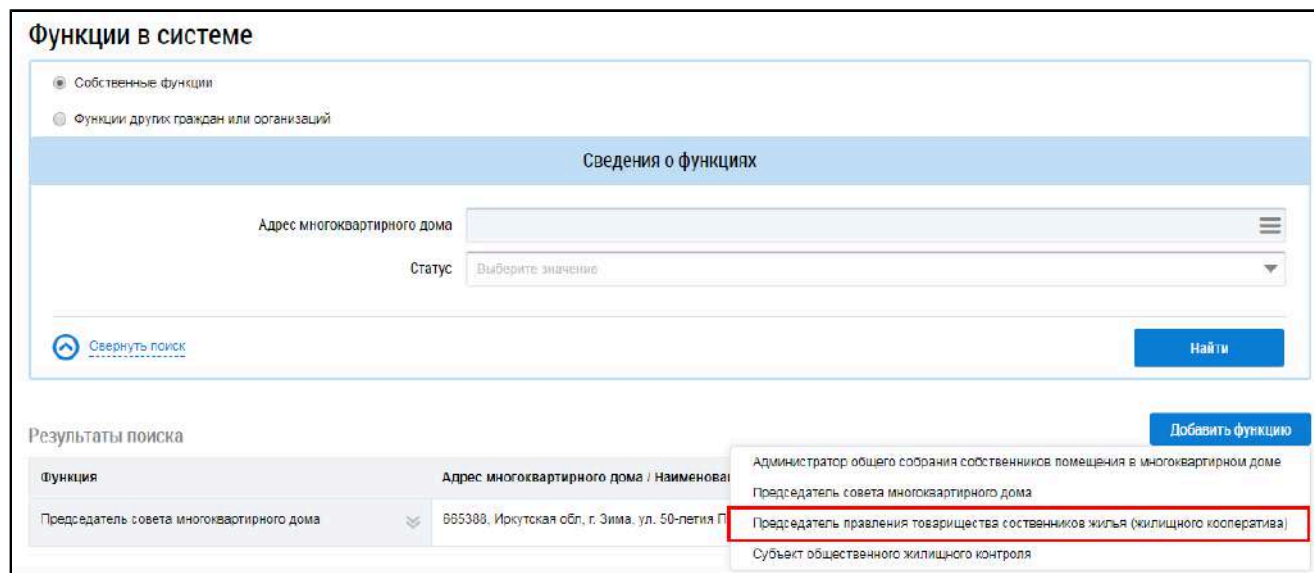 Функции в системе
Собственные функции
Функции других граждан или организаций
Сведения о функциях
Адрес многоквартирного дома
Статус Выберите значение
Свернуть поиск Найти
Результаты поиска Добавить функцию
Функция Адрес многоквартирного дома / Наименова
Председатель совета многоквартирного дома 665388, Иркутская обл, г. Зима, ул. 50-летия П
Администратор общего собрания собственников помещения в многоквартирном доме
Председатель совета многоквартирного дома
Председатель правления товарищества соственников жилья (жилищного кооператива)
Субъект общественного жилищного контроля